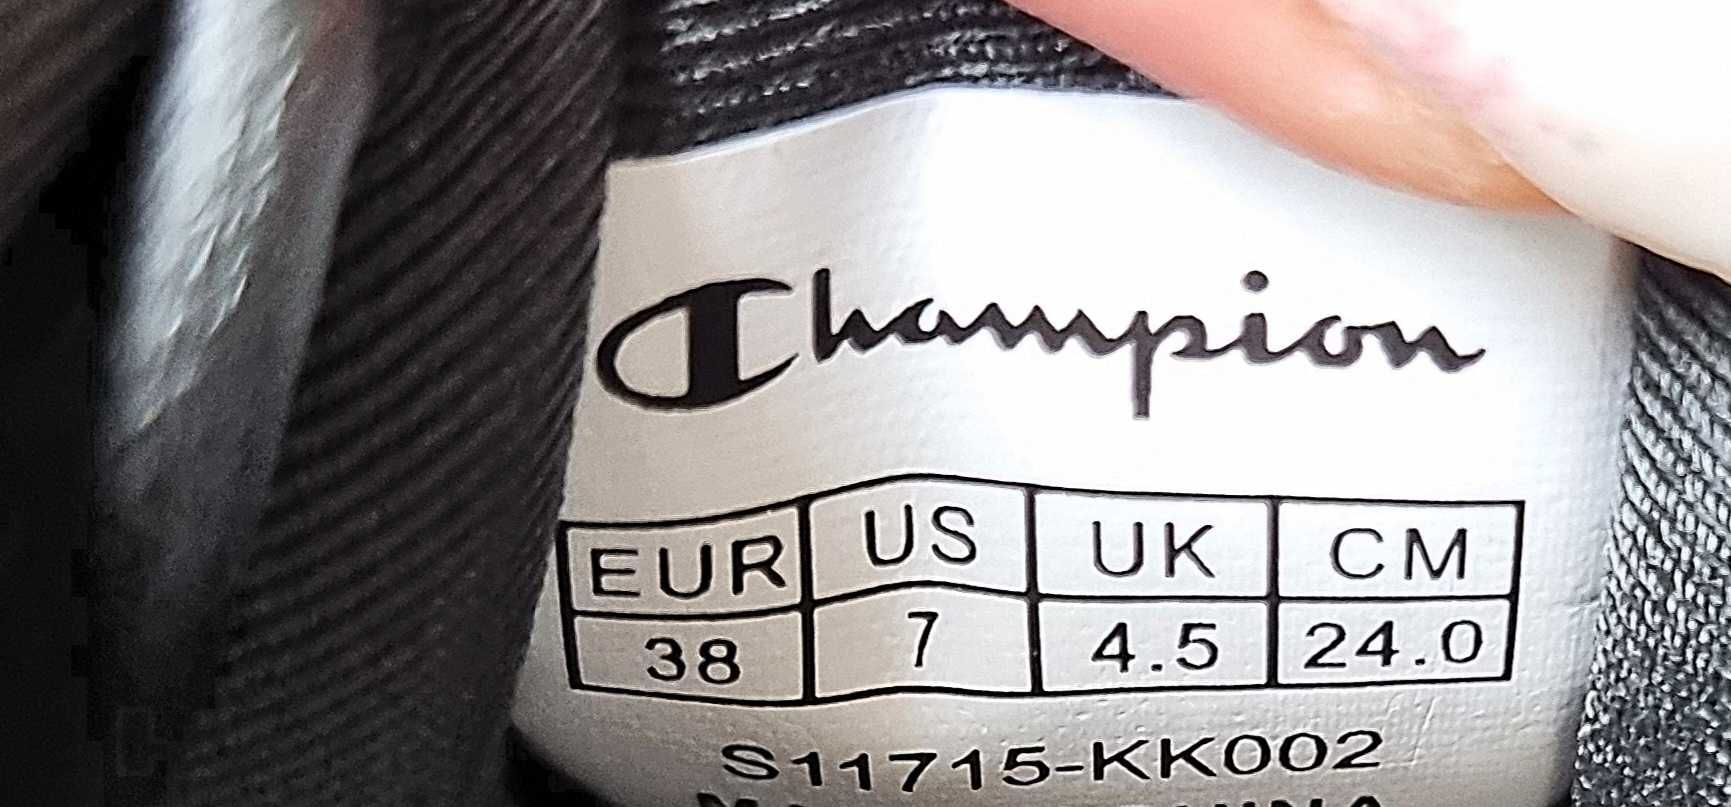 Champion
EUR US UK CM
38 7 4.5 24.0
S11715-KK002